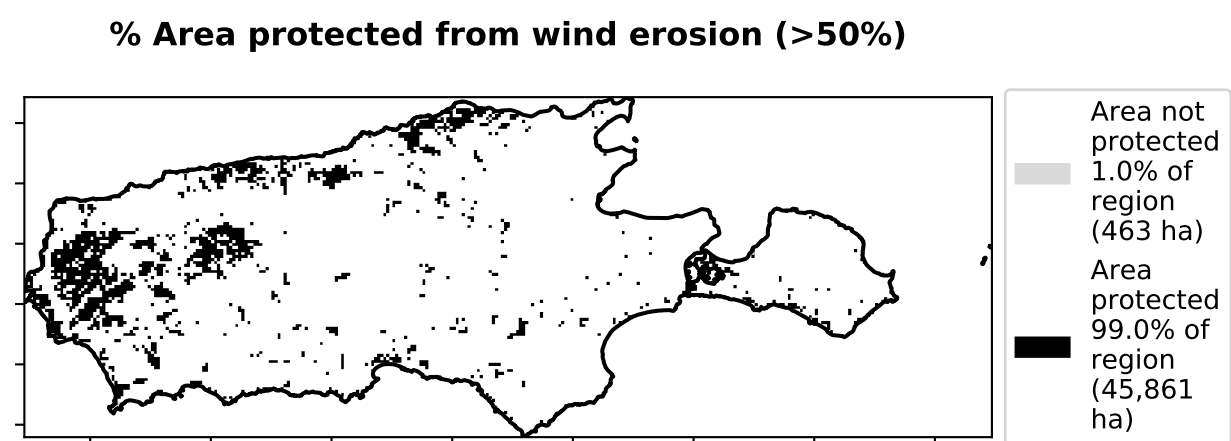 % Area protected from wind erosion (>50%)
Area not
protected
1.0% of
region
(463 ha)
Area
protected
99.0% of
region
(45,861
ha)